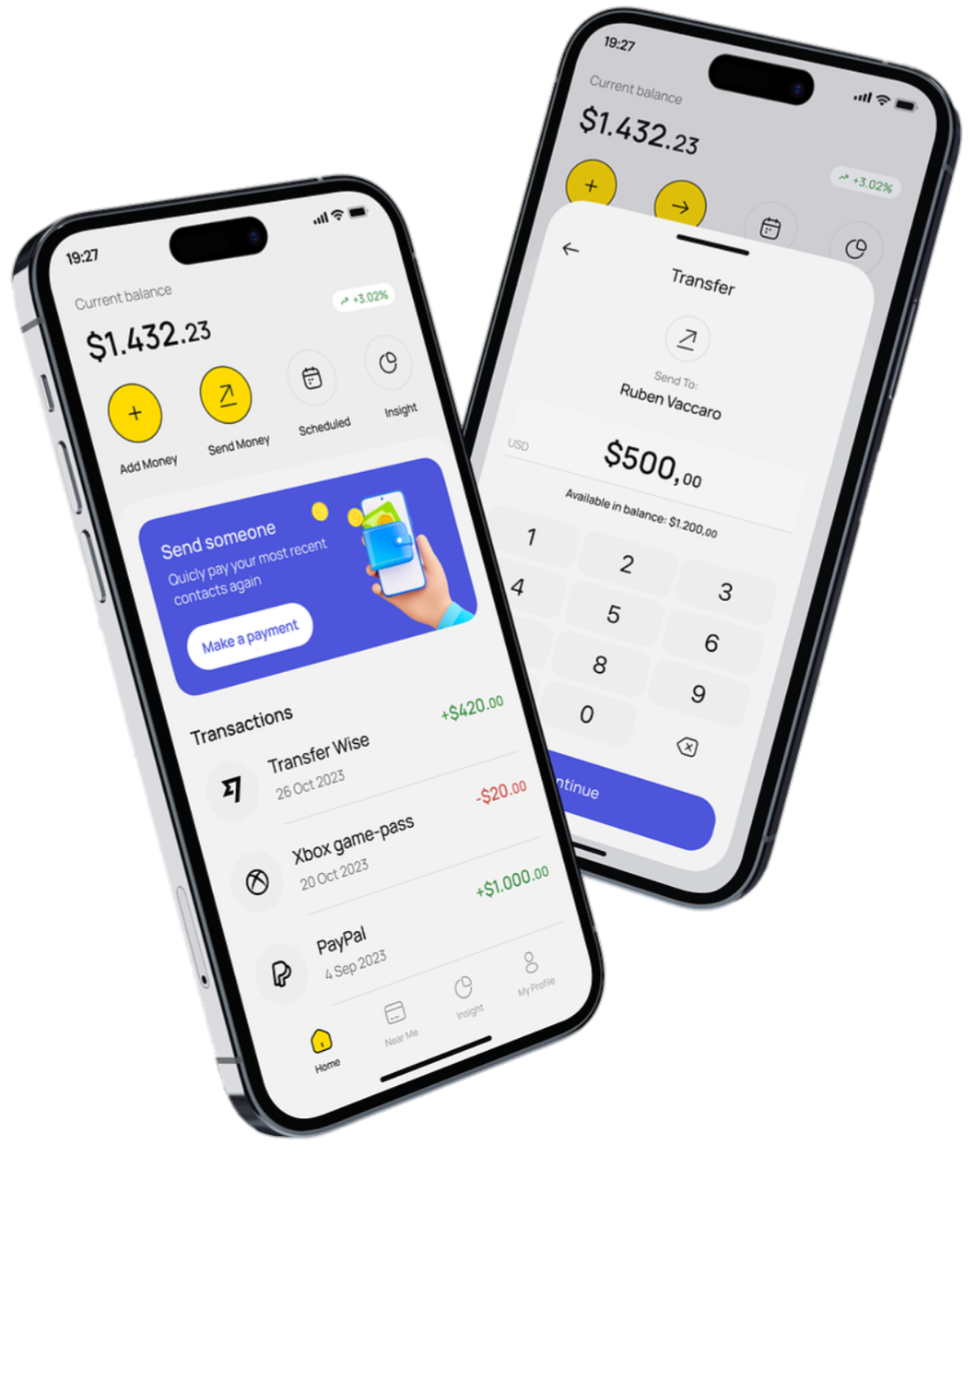 19:27
Current balance
$1.432.23
+3.02%
Add Money
Send Money
Scheduled
Insight
Send someone
Quicly pay your most recent
contacts again
Make a payment
Transactions
Transfer Wise
26 Oct 2023
+$420.00
Xbox game-pass
20 Oct 2023
-$20.00
PayPal
4 Sep 2023
+$1.000.00
Home
Near Me
Insight
My Profile
19:27
Current balance
$1.432.23
+3.02%
Transfer
Send To:
Ruben Vaccaro
USD
$500,00
Available in balance: $1.200,00
1
2
3
4
5
6
8
9
0
ntinue